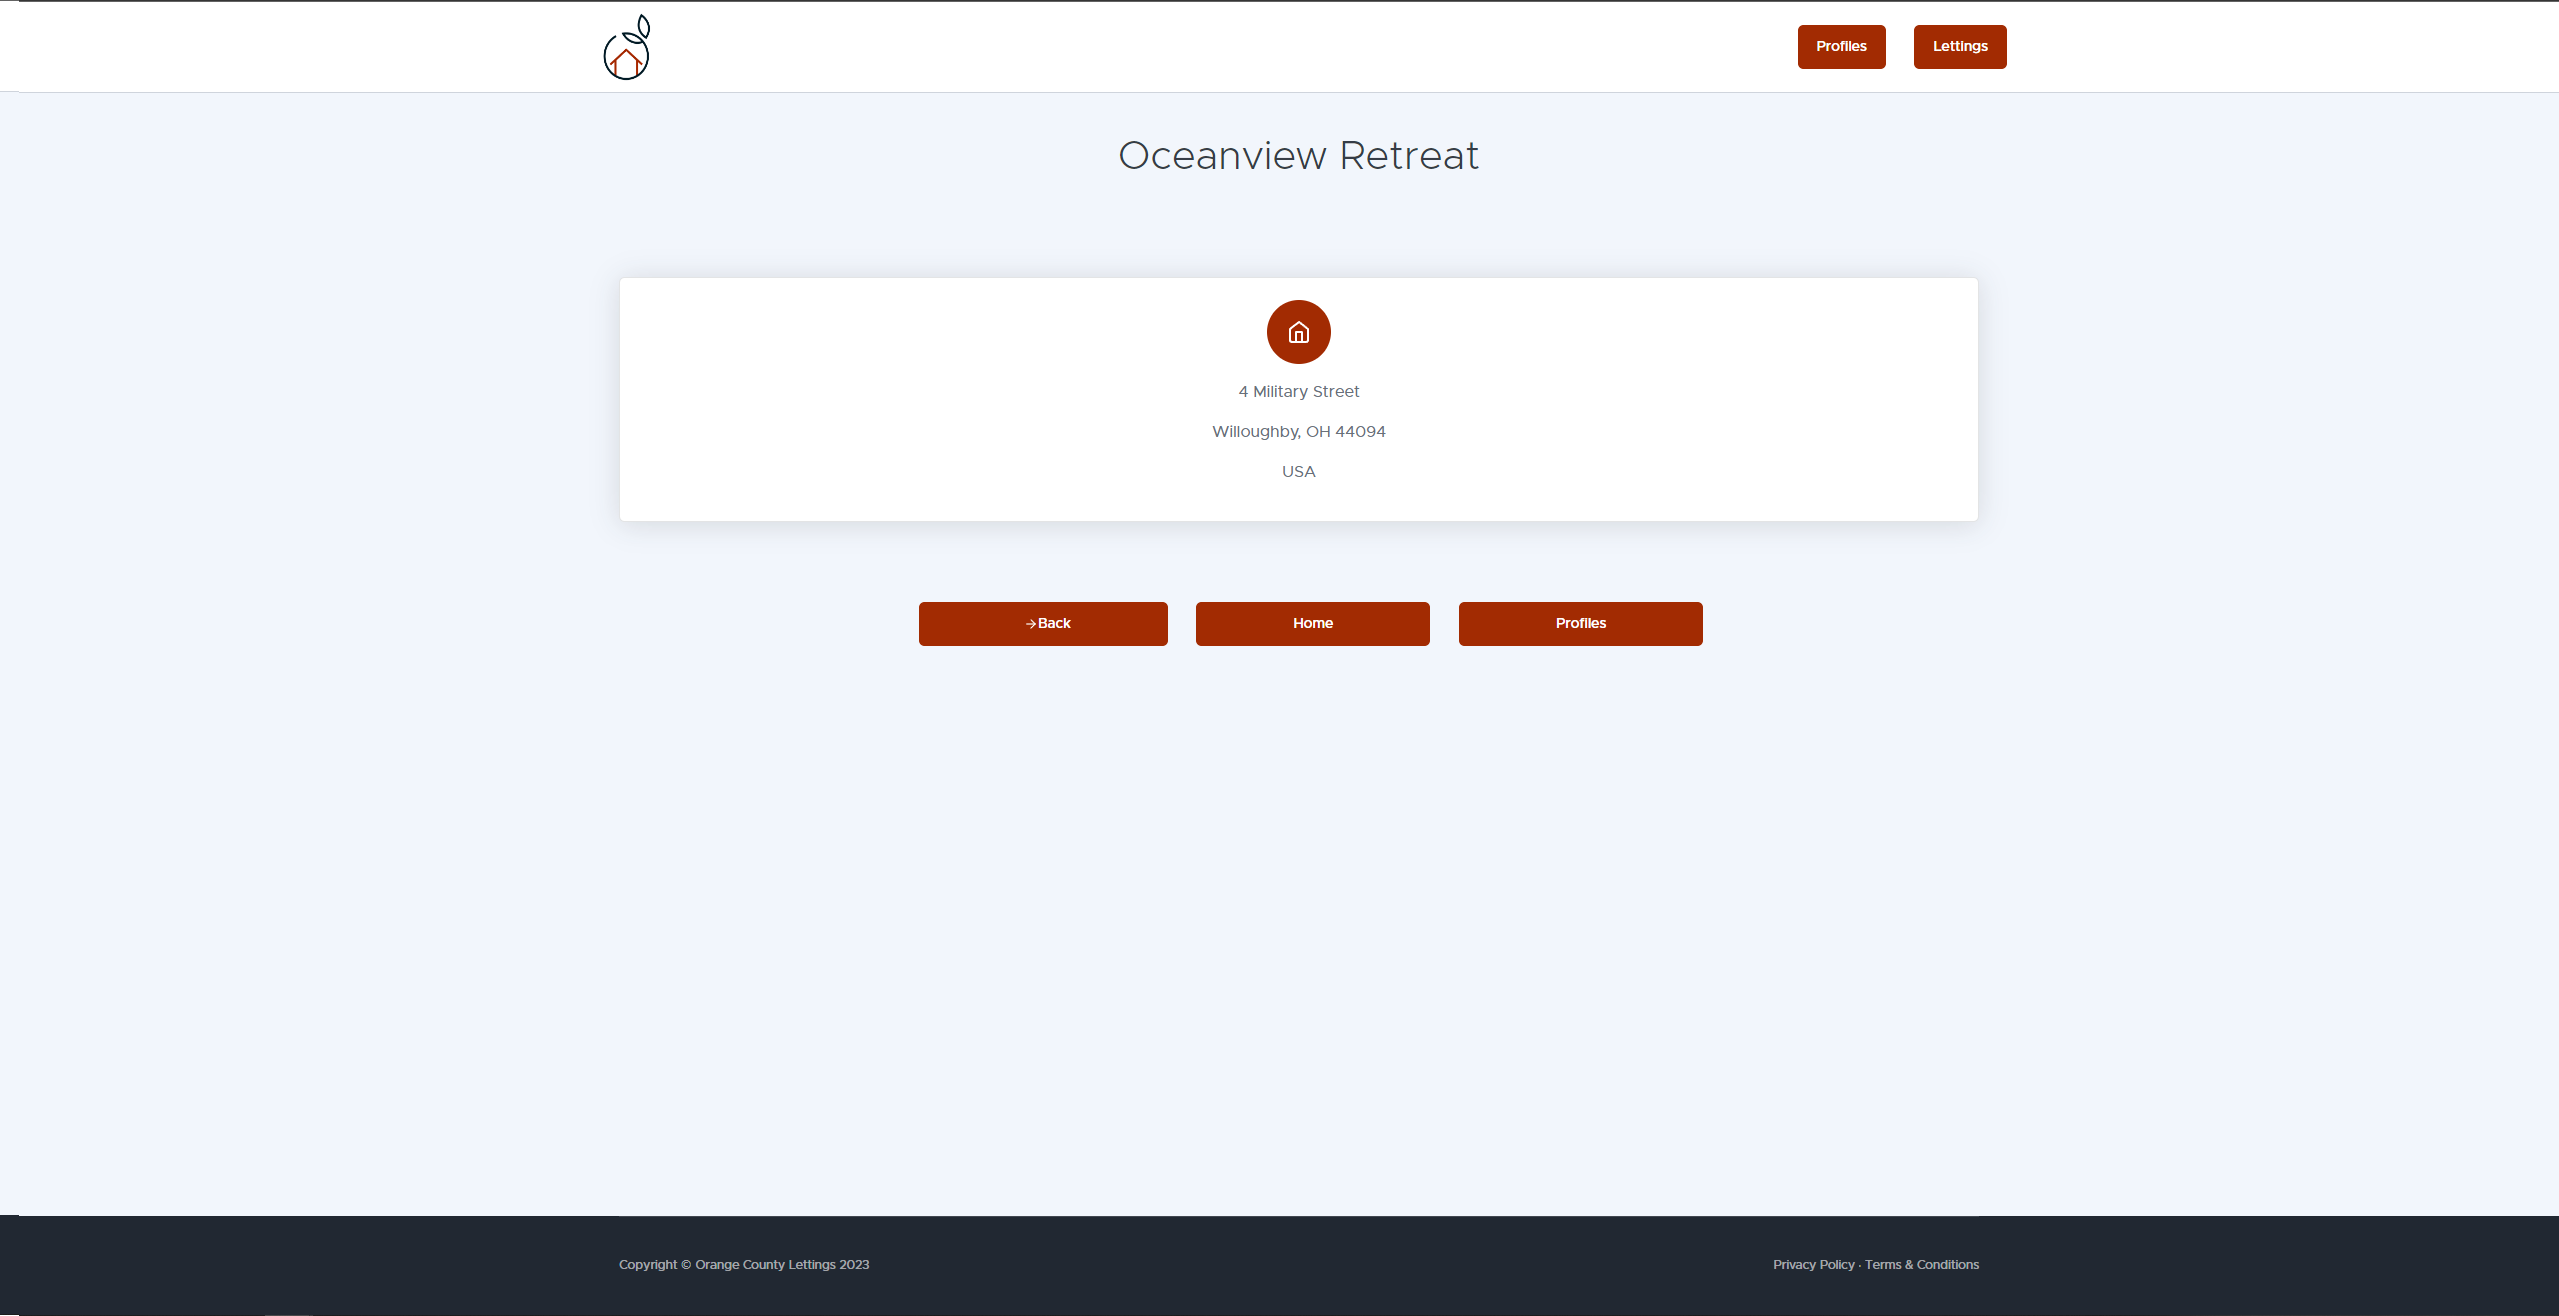 Profiles Lettings
Oceanview Retreat
4 Military Street
Willoughby, OH 44094
USA
→Back Home Profiles
Copyright © Orange County Lettings 2023 Privacy Policy · Terms & Conditions